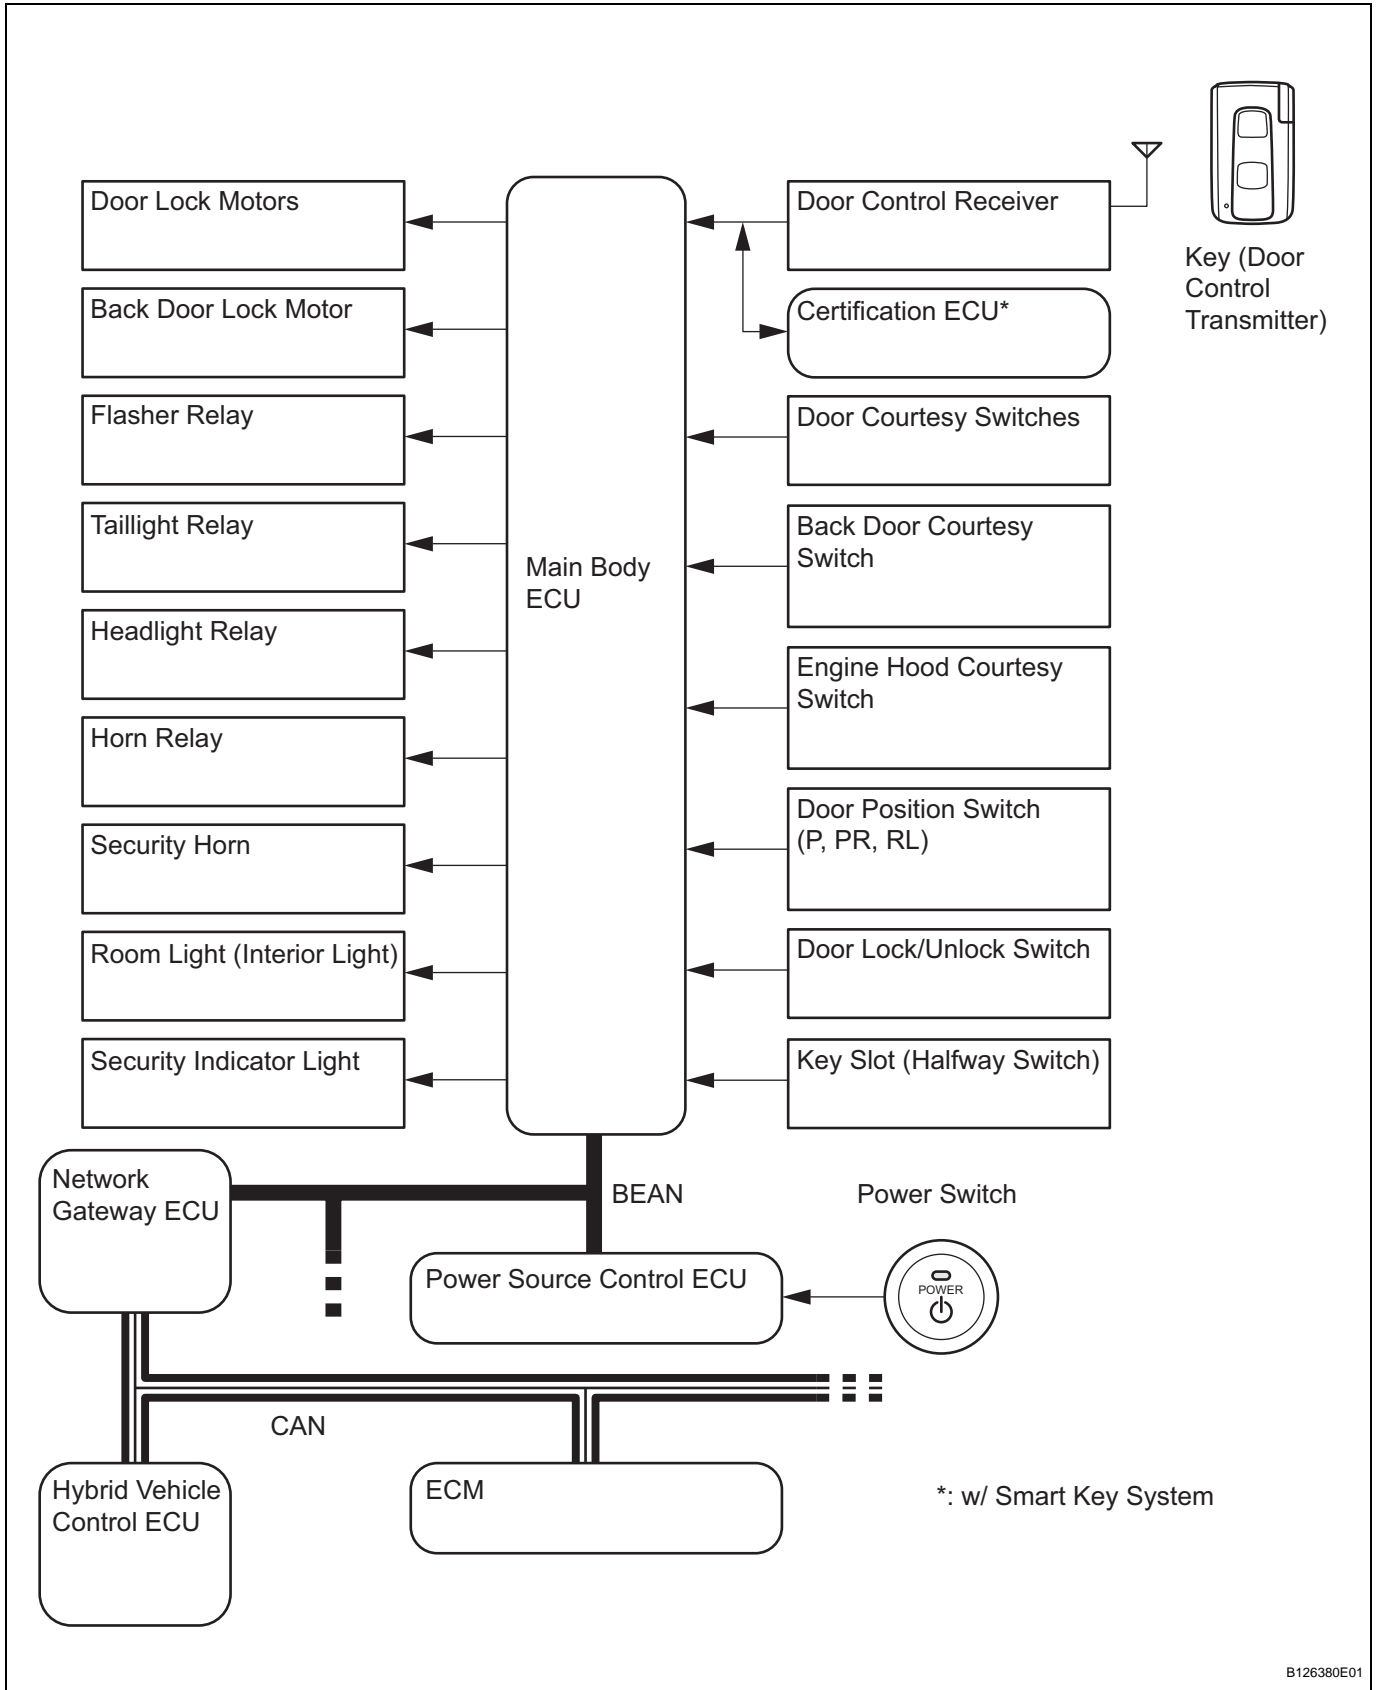 Door Lock Motors
Back Door Lock Motor
Flasher Relay
Taillight Relay
Headlight Relay
Horn Relay
Security Horn
Room Light (Interior Light)
Security Indicator Light
Main Body
ECU
Door Control Receiver
Certification ECU*
Door Courtesy Switches
Back Door Courtesy
Switch
Engine Hood Courtesy
Switch
Door Position Switch
(P, PR, RL)
Door Lock/Unlock Switch
Key Slot (Halfway Switch)
Key (Door
Control
Transmitter)
Network
Gateway ECU
BEAN
Power Switch
Power Source Control ECU
POWER
CAN
Hybrid Vehicle
Control ECU
ECM
*: w/ Smart Key System
B126380E01